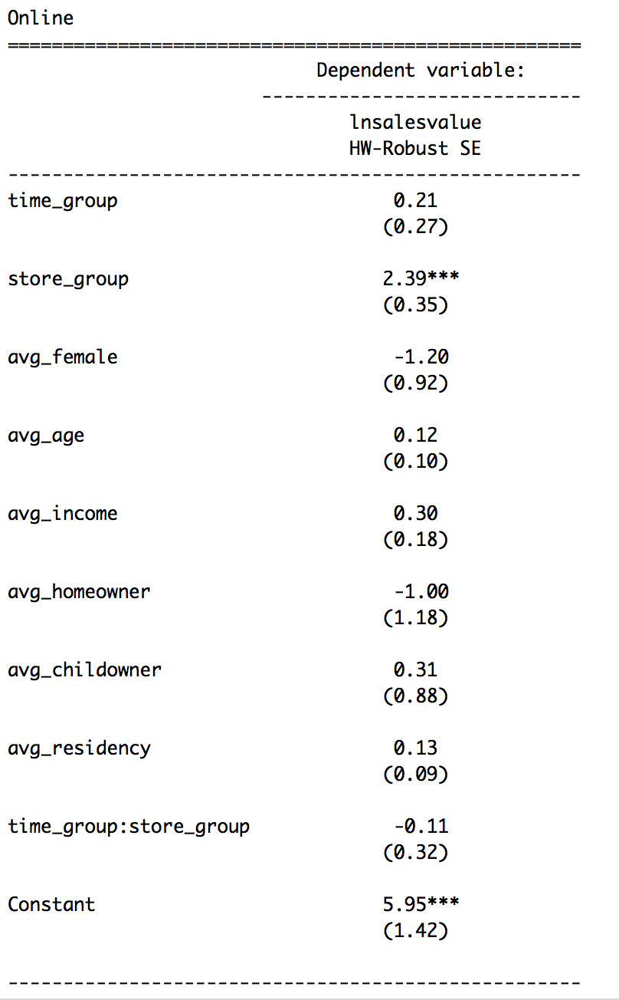 Online
====================================================
Dependent variable:
-----------------------------
lnsalesvalue
HW-Robust SE
----------------------------------------------------
time_group 0.21
(0.27)
store_group 2.39***
(0.35)
avg_female -1.20
(0.92)
avg_age 0.12
(0.10)
avg_income 0.30
(0.18)
avg_homeowner -1.00
(1.18)
avg_childowner 0.31
(0.88)
avg_residency 0.13
(0.09)
time_group:store_group -0.11
(0.32)
Constant 5.95***
(1.42)
----------------------------------------------------